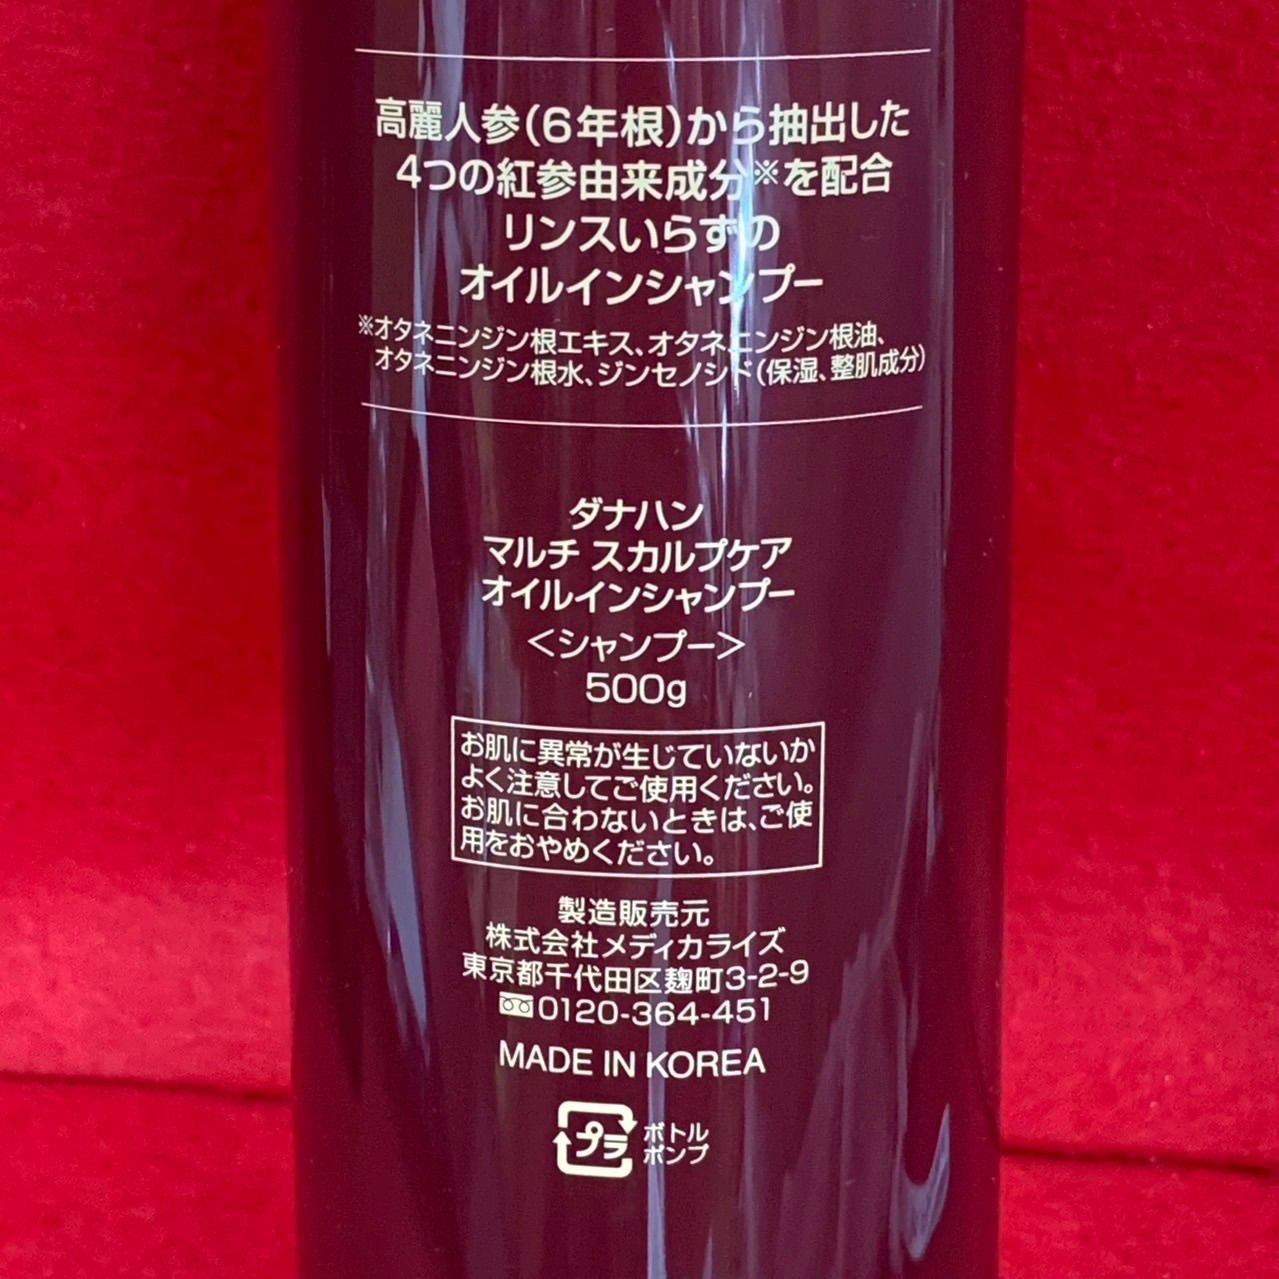 高麗人参(6年根)から抽出した
4つの紅参由来成分※を配合
リンスいらずの
オイルインシャンプー
※オタネニンジン根エキス、オタネニンジン根油、
オタネニンジン根水、ジンセノシド(保湿、整肌成分)
ダナハン
マルチ スカルプケア
オイルインシャンプー
<シャンプー>
500g
お肌に異常が生じていないか
よく注意してご使用ください。
お肌に合わないときは、ご使
用をおやめください。
製造販売元
株式会社メディカライズ
東京都千代田区麹町3-2-9
0120-364-451
MADE IN KOREA
プラ
ボトル
ポンプ